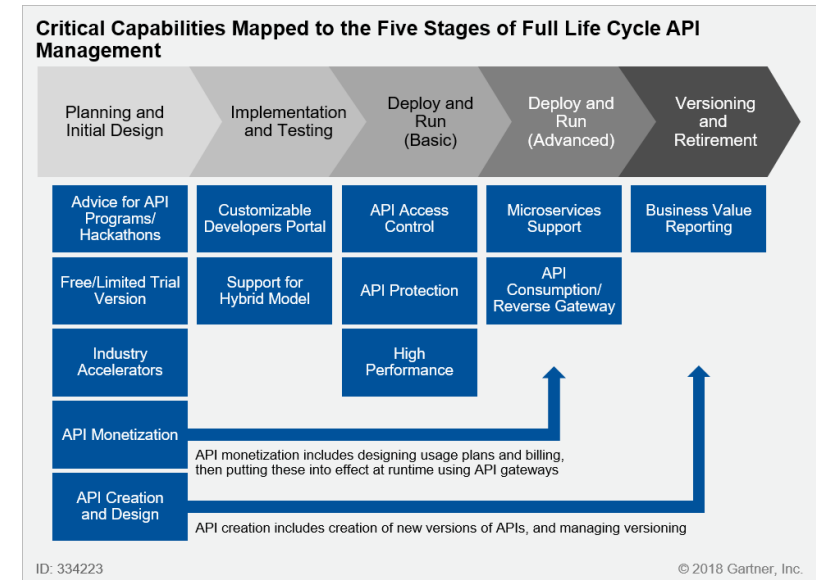 Critical Capabilities Mapped to the Five Stages of Full Life Cycle API
Management
Planning and
Initial Design
Implementation
and Testing
Deploy and
Run
(Basic)
Deploy and
Run
(Advanced)
Versioning
and
Retirement
Advice for API
Programs/
Hackathons
Customizable
Developers Portal
API Access
Control
Microservices
Support
Business Value
Reporting
Free/Limited Trial
Version
Support for
Hybrid Model
API Protection
API
Consumption/
Reverse Gateway
Industry
Accelerators
High
Performance
API Monetization
API monetization includes designing usage plans and billing,
then putting these into effect at runtime using API gateways
API Creation
and Design
API creation includes creation of new versions of APIs, and managing versioning
ID: 334223
© 2018 Gartner, Inc.